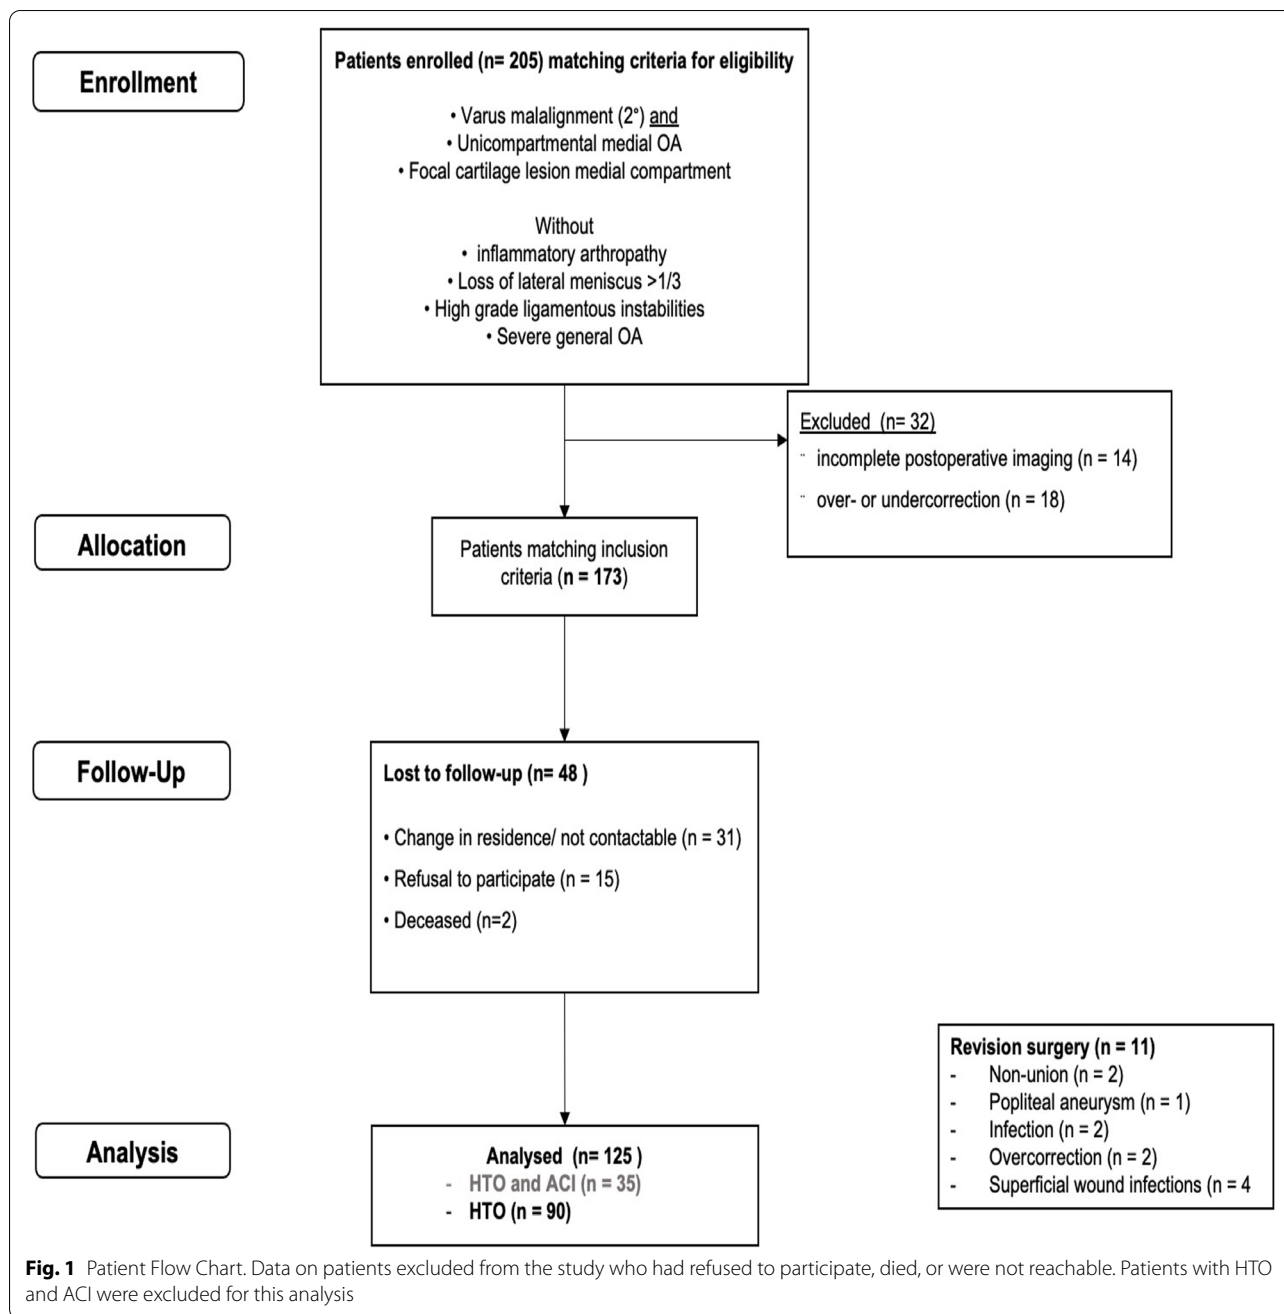 Enrollment
Patients enrolled (n= 205) matching criteria for eligibility
• Varus malalignment (2°) and
• Unicompartmental medial OA
• Focal cartilage lesion medial compartment
Without
• inflammatory arthropathy
• Loss of lateral meniscus >1/3
• High grade ligamentous instabilities
• Severe general OA
Excluded (n= 32)
¨ incomplete postoperative imaging (n = 14)
¨ over- or undercorrection (n = 18)
Allocation
Patients matching inclusion
criteria (n = 173)
Follow-Up
Lost to follow-up (n= 48 )
• Change in residence/ not contactable (n = 31)
• Refusal to participate (n = 15)
• Deceased (n=2)
Revision surgery (n = 11)
- Non-union (n = 2)
- Popliteal aneurysm (n = 1)
- Infection (n = 2)
- Overcorrection (n = 2)
- Superficial wound infections (n = 4
Analysis
Analysed (n= 125 )
- HTO and ACI (n = 35)
- HTO (n = 90)
Fig. 1 Patient Flow Chart. Data on patients excluded from the study who had refused to participate, died, or were not reachable. Patients with HTO
and ACI were excluded for this analysis